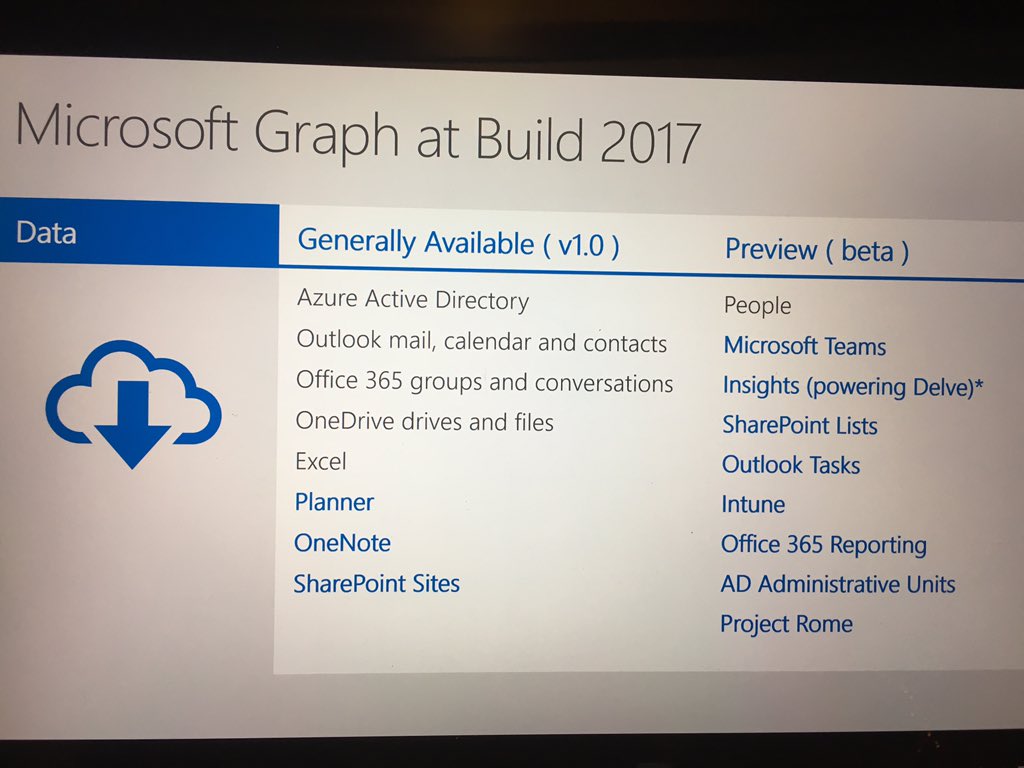 Microsoft Graph at Build 2017
Data
Generally Available ( v1.0 )
Preview ( beta )
Azure Active Directory
Outlook mail, calendar and contacts
Office 365 groups and conversations
OneDrive drives and files
Excel
Planner
OneNote
SharePoint Sites
People
Microsoft Teams
Insights (powering Delve)*
SharePoint Lists
Outlook Tasks
Intune
Office 365 Reporting
AD Administrative Units
Project Rome